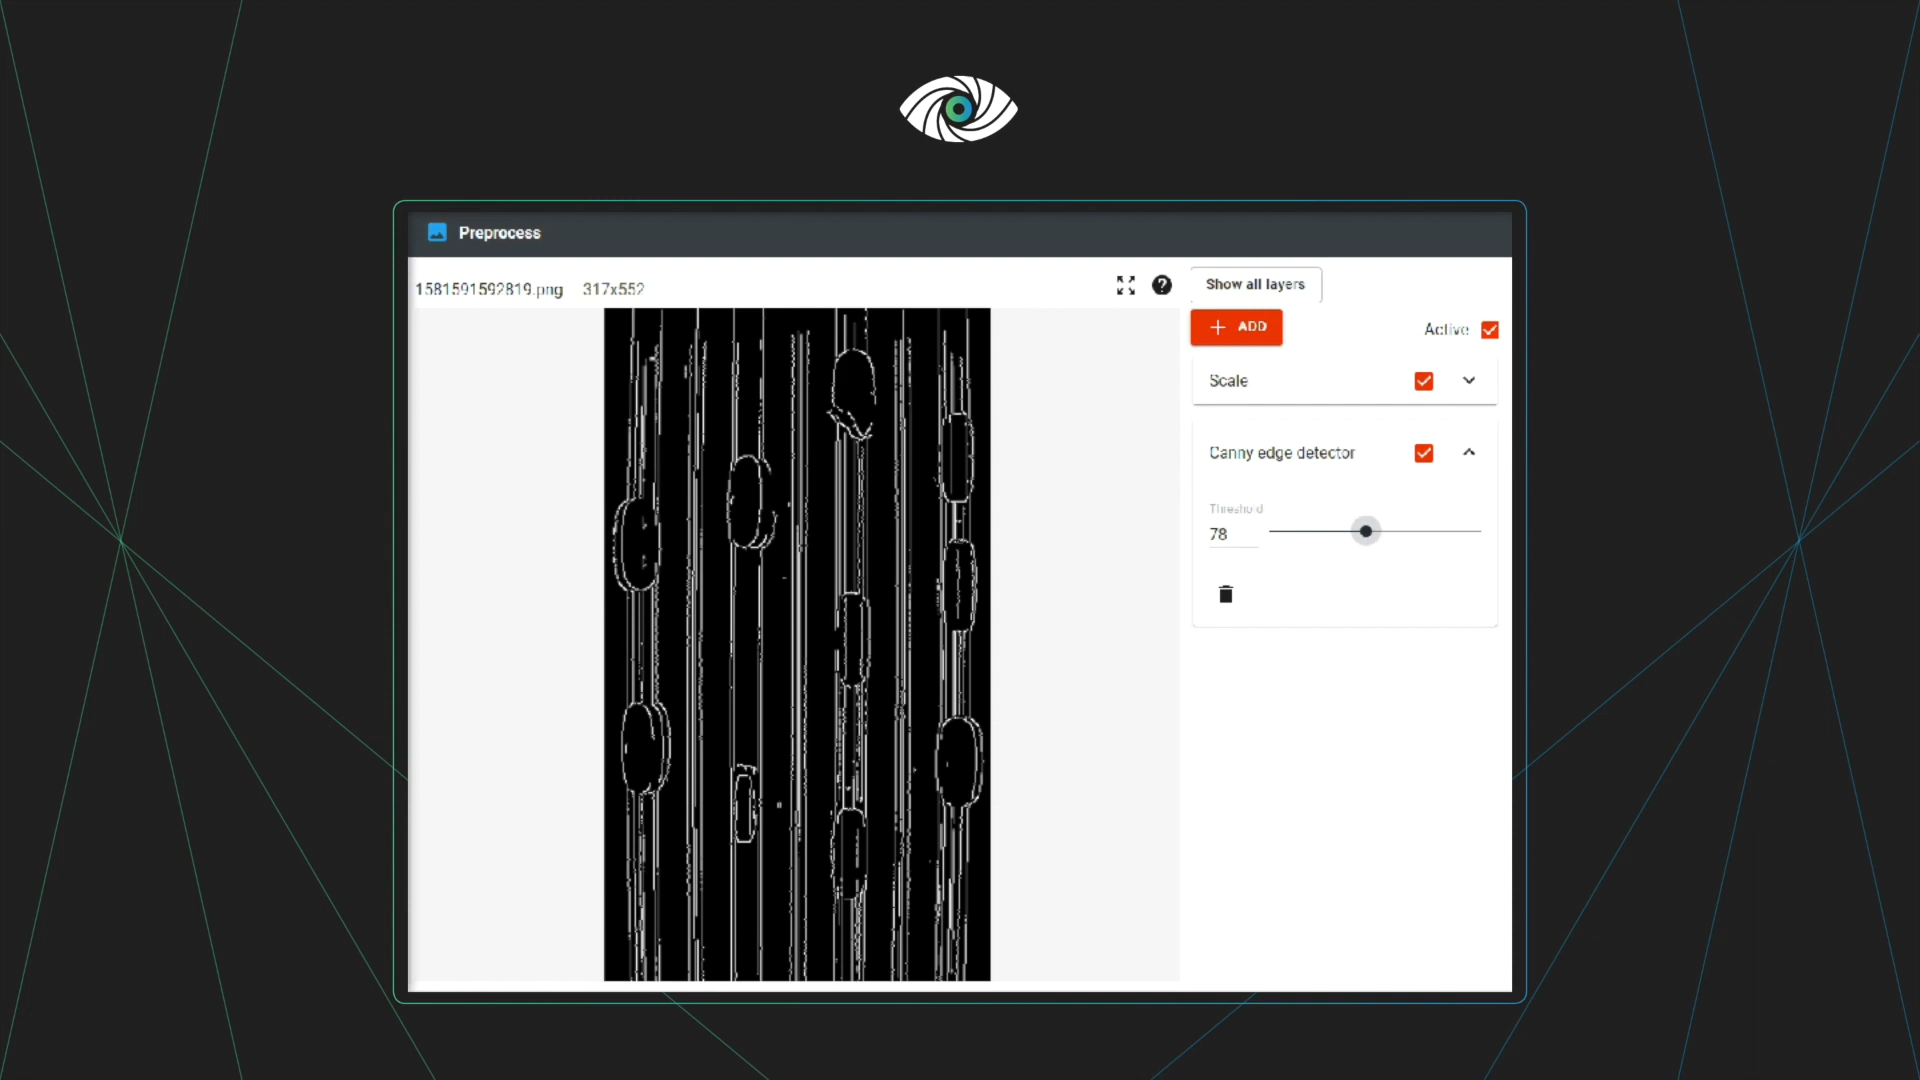 Preprocess
1581591592819.png 317x552
Show all layers
ADD
Active
Scale
Canny edge detector
Threshold
78